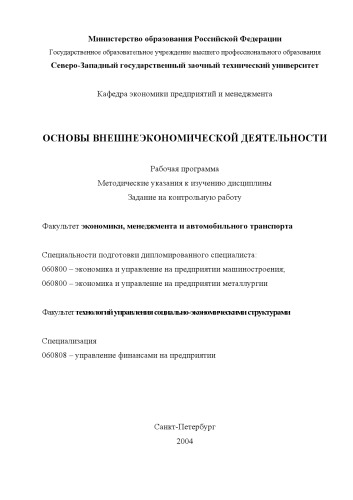 Министерство образования Российской Федерации
Государственное образовательное учреждение высшего профессионального образования
Северо-Западный государственный заочный технический университет
Кафедра экономики предприятий и менеджмента
ОСНОВЫ ВНЕШНЕЭКОНОМИЧЕСКОЙ ДЕЯТЕЛЬНОСТИ
Рабочая программа
Методические указания к изучению дисциплины
Задание на контрольную работу
Факультет экономики, менеджмента и автомобильного транспорта
Специальности подготовки дипломированного специалиста:
060800 – экономика и управление на предприятии машиностроения,
060800 – экономика и управление на предприятии металлургии
Факультет технологий управления социально-экономическими структурами
Специализация
060808 – управление финансами на предприятии
Санкт-Петербург
2004